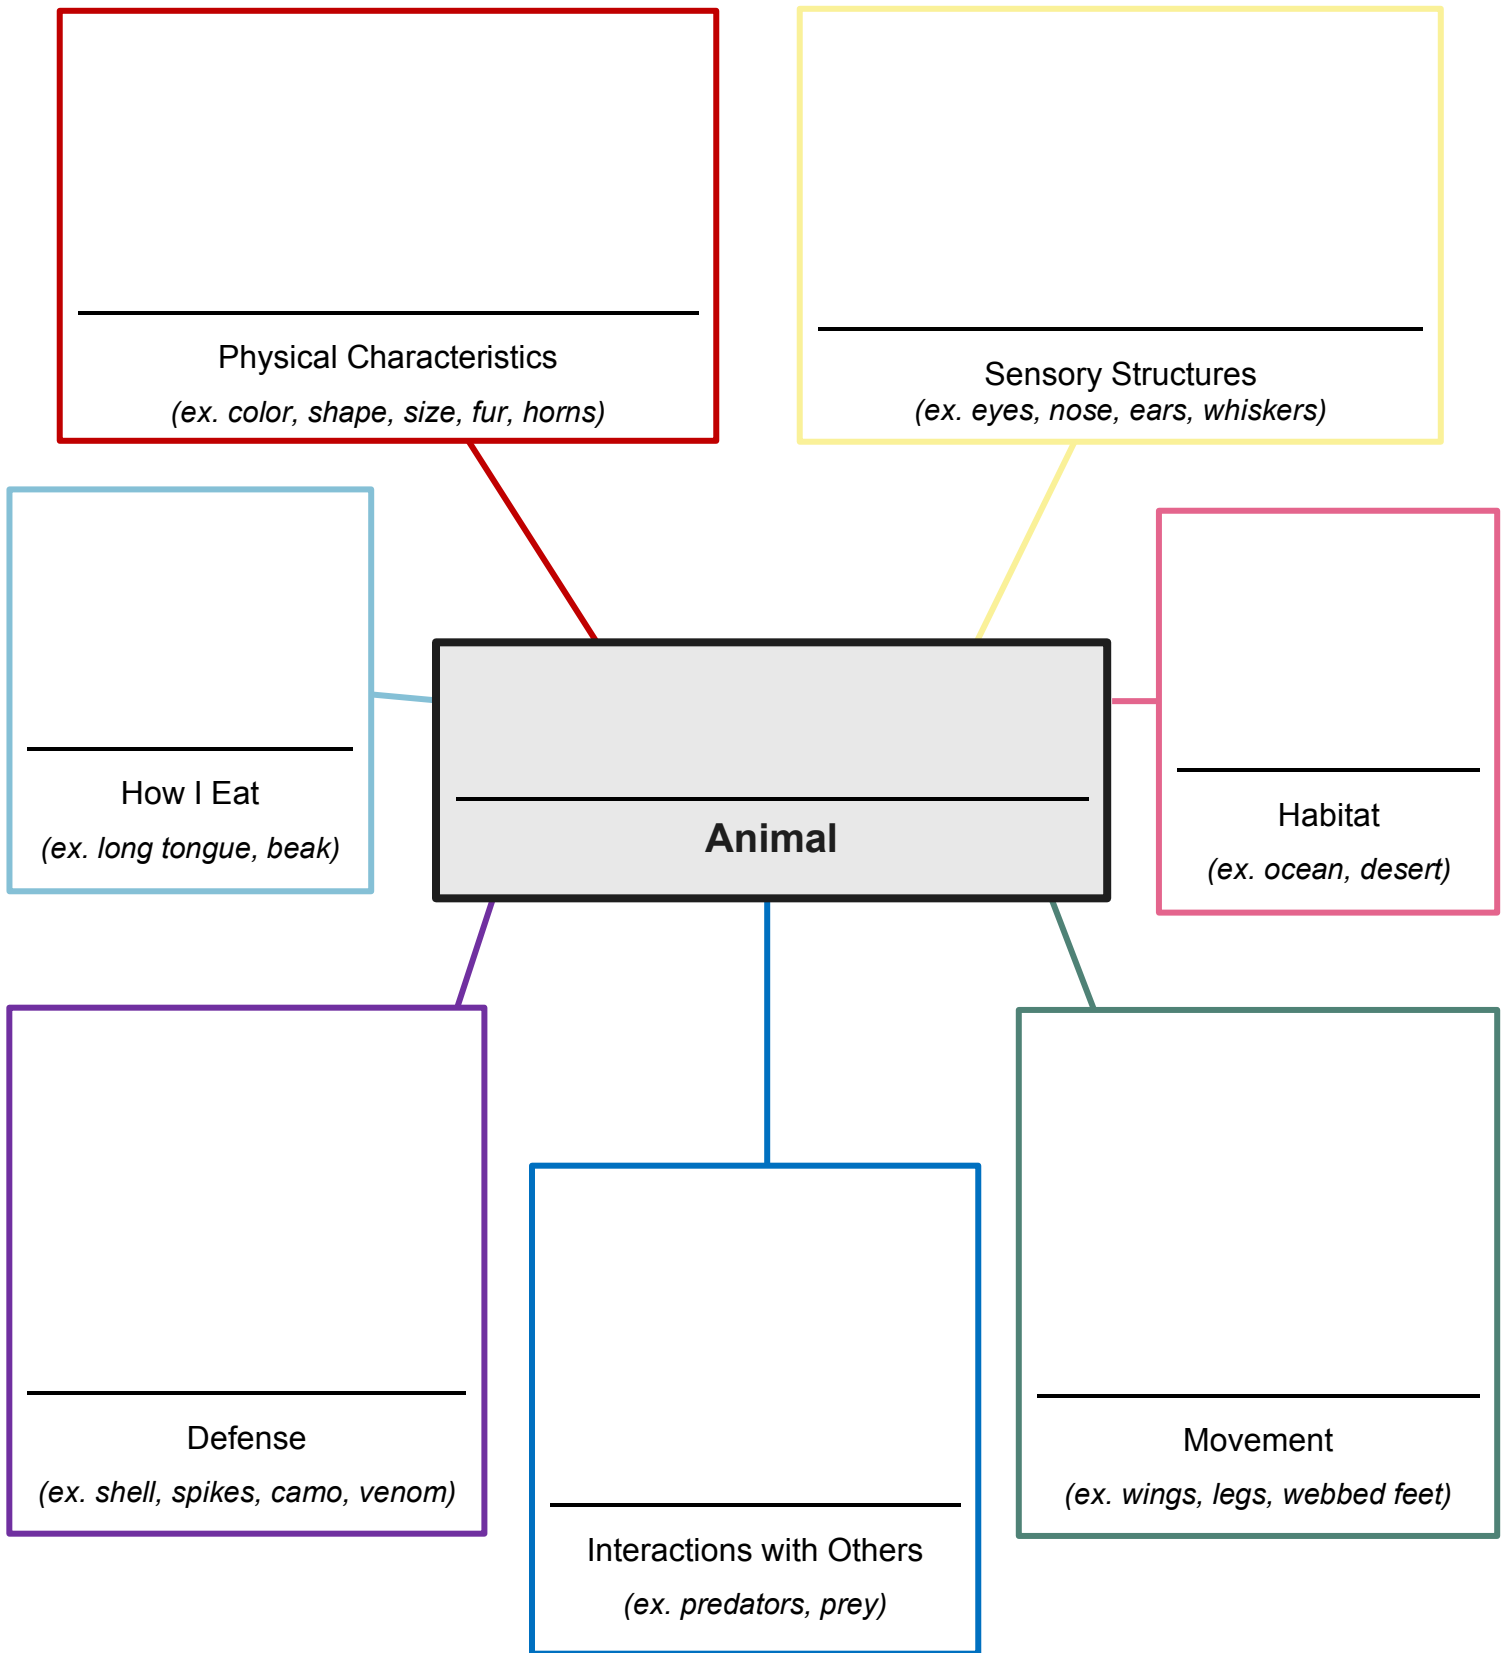 Physical Characteristics
(ex. color, shape, size, fur, horns)
Sensory Structures
(ex. eyes, nose, ears, whiskers)
How I Eat
(ex. long tongue, beak)
Animal
Habitat
(ex. ocean, desert)
Defense
(ex. shell, spikes, camo, venom)
Interactions with Others
(ex. predators, prey)
Movement
(ex. wings, legs, webbed feet)